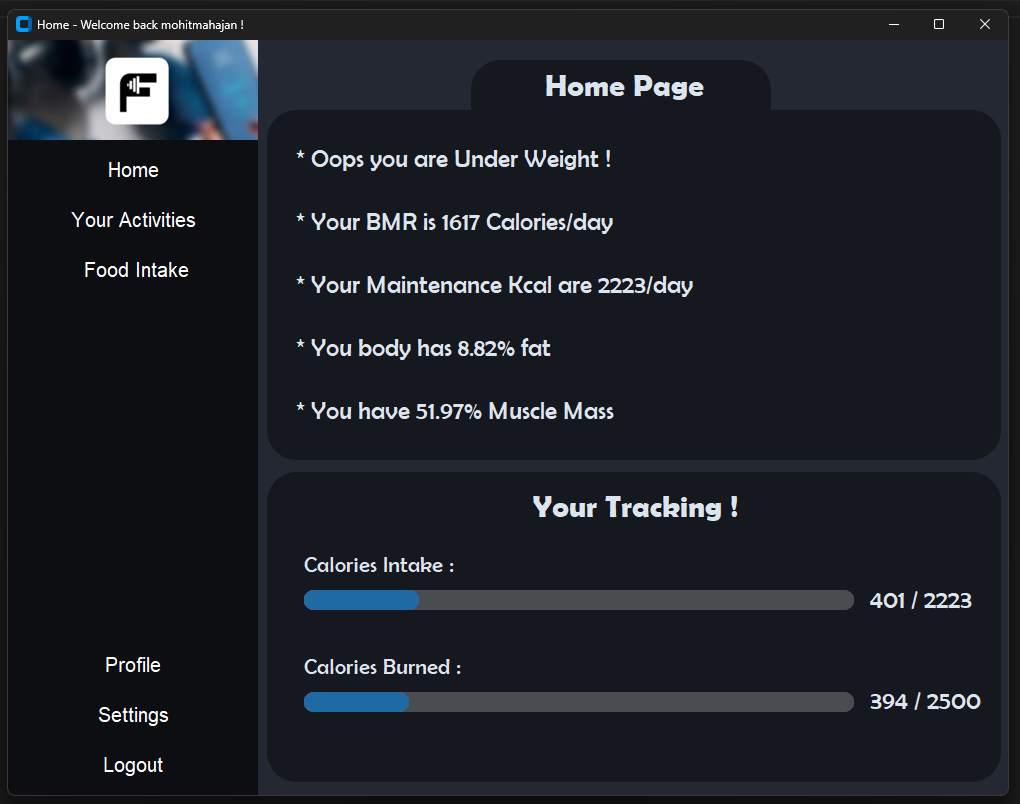 Home - Welcome back mohitmahajan !
F
Home
Your Activities
Food Intake
Profile
Settings
Logout
Home Page
* Oops you are Under Weight !
* Your BMR is 1617 Calories/day
* Your Maintenance Kcal are 2223/day
* You body has 8.82% fat
* You have 51.97% Muscle Mass
Your Tracking !
Calories Intake :
401 / 2223
Calories Burned :
394 / 2500